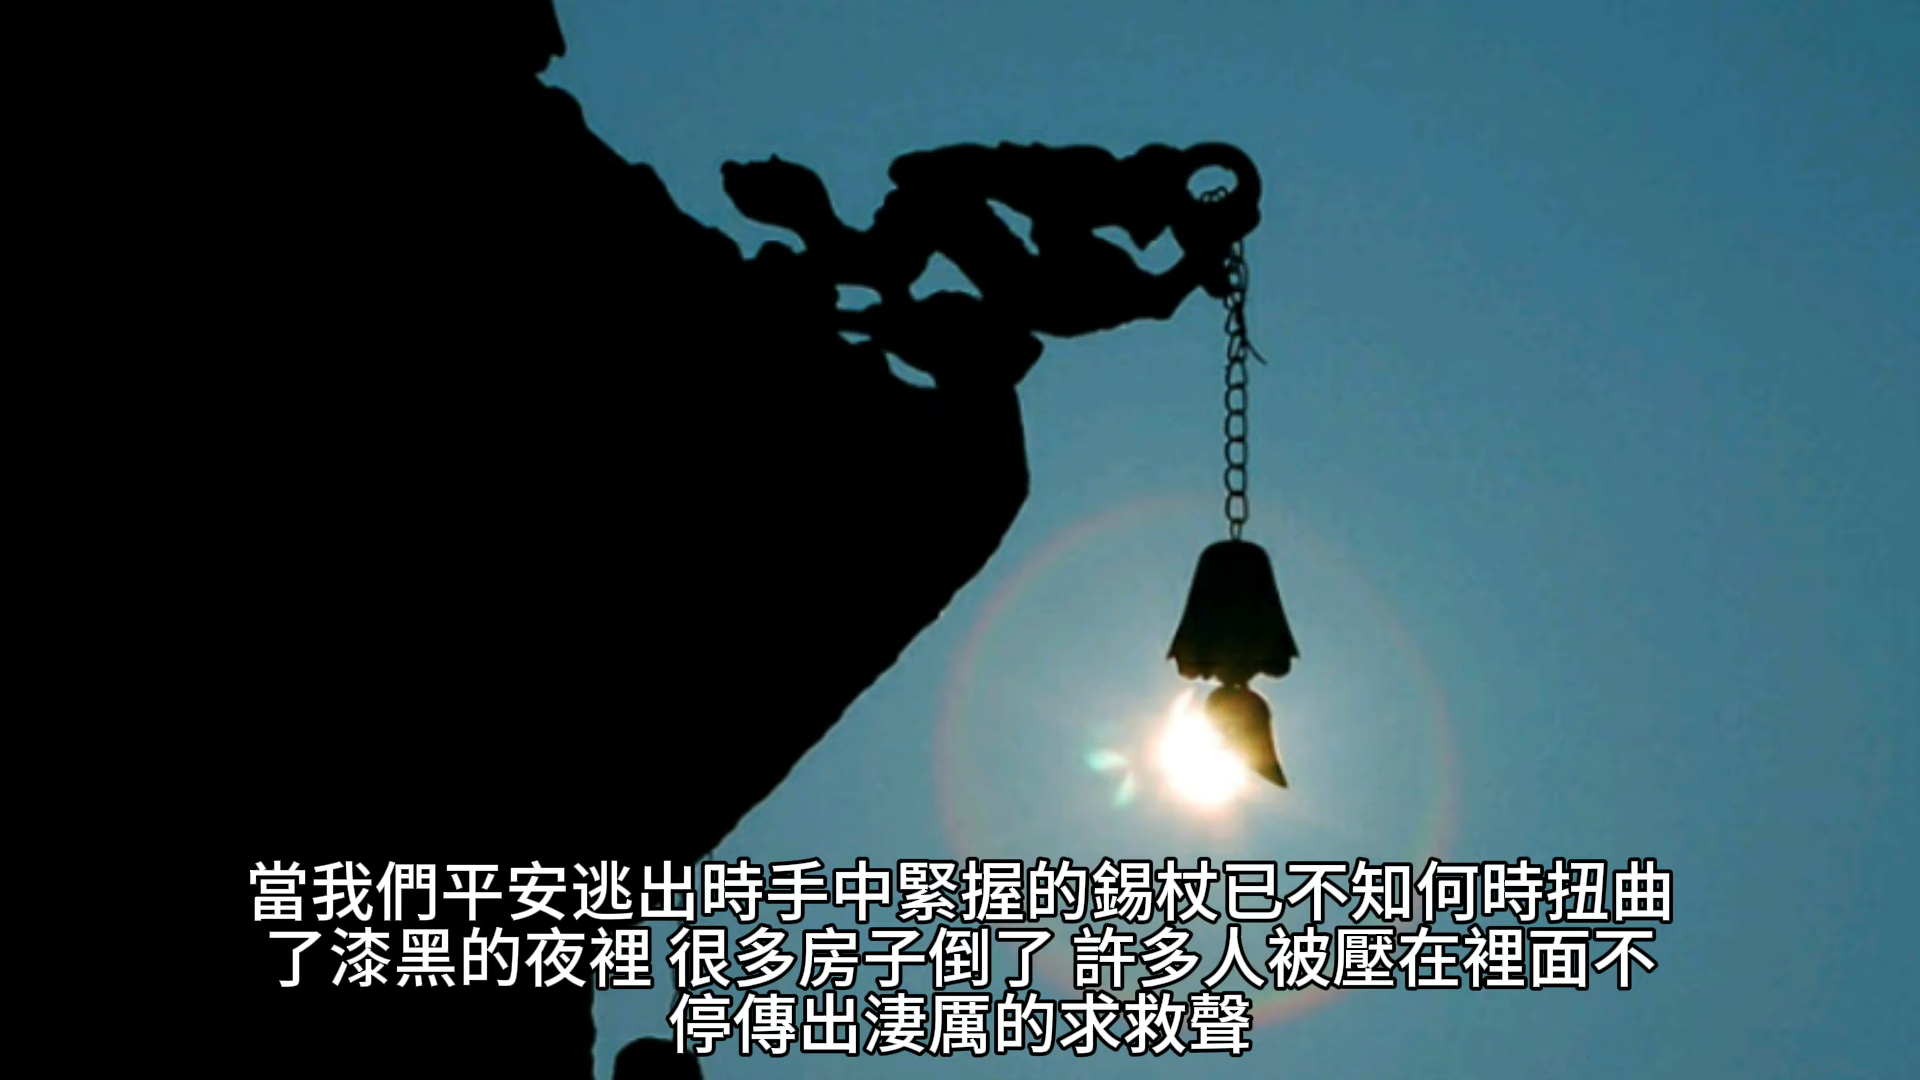 當我們平安逃出時手中緊握的錫杖已不知何時扭曲
了漆黑的夜裡 很多房子倒了 許多人被壓在裡面不
停傳出淒厲的求救聲